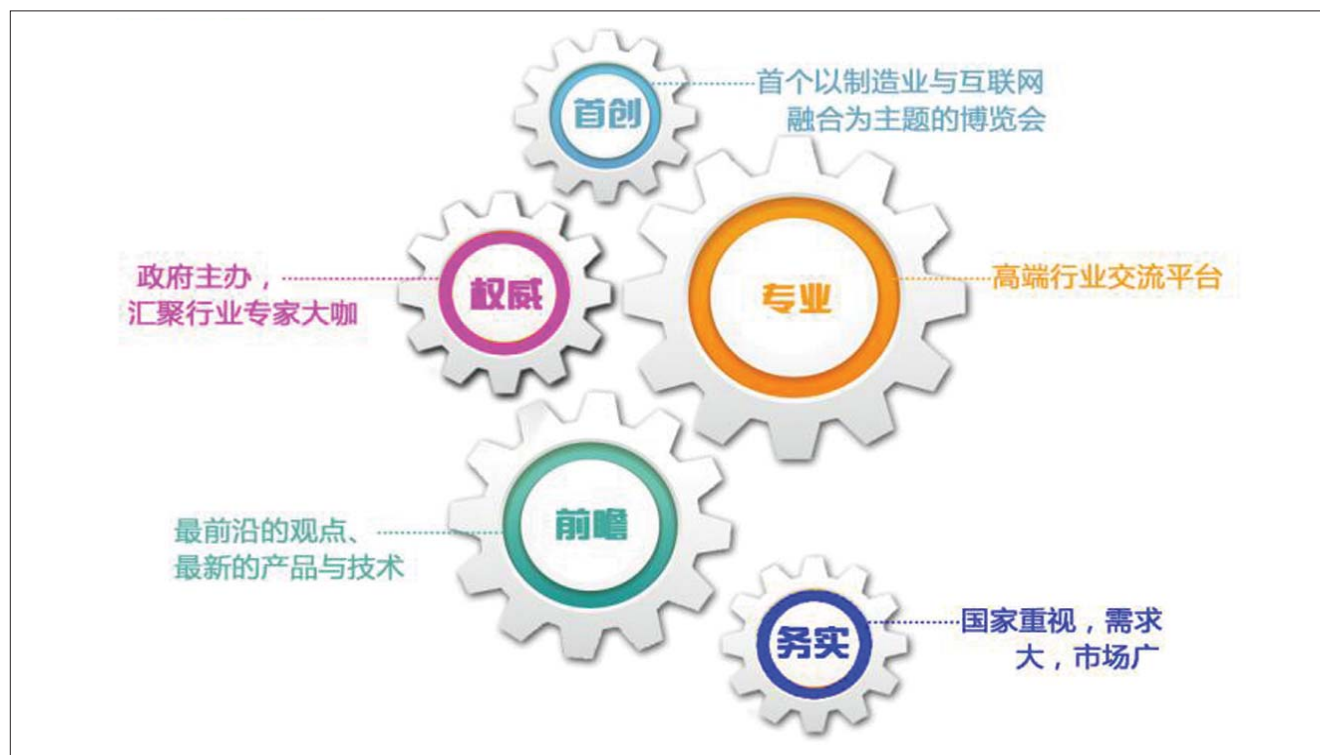 首创
首个以制造业与互联网
融合为主题的博览会
权威
政府主办，
汇聚行业专家大咖
专业
高端行业交流平台
前瞻
最前沿的观点、
最新的产品与技术
务实
国家重视，需求
大，市场广